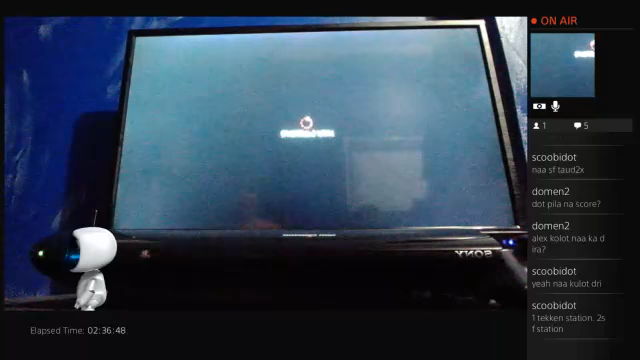 ON AIR
1
5
scoobidot
naa sf taud2x
domen2
dot pila na score?
domen2
alex kolot naa ka d
ira?
scoobidot
yeah naa kulot dri
scoobidot
1 tekken station. 2s
f station
SONY
Elapsed Time: 02:36:48